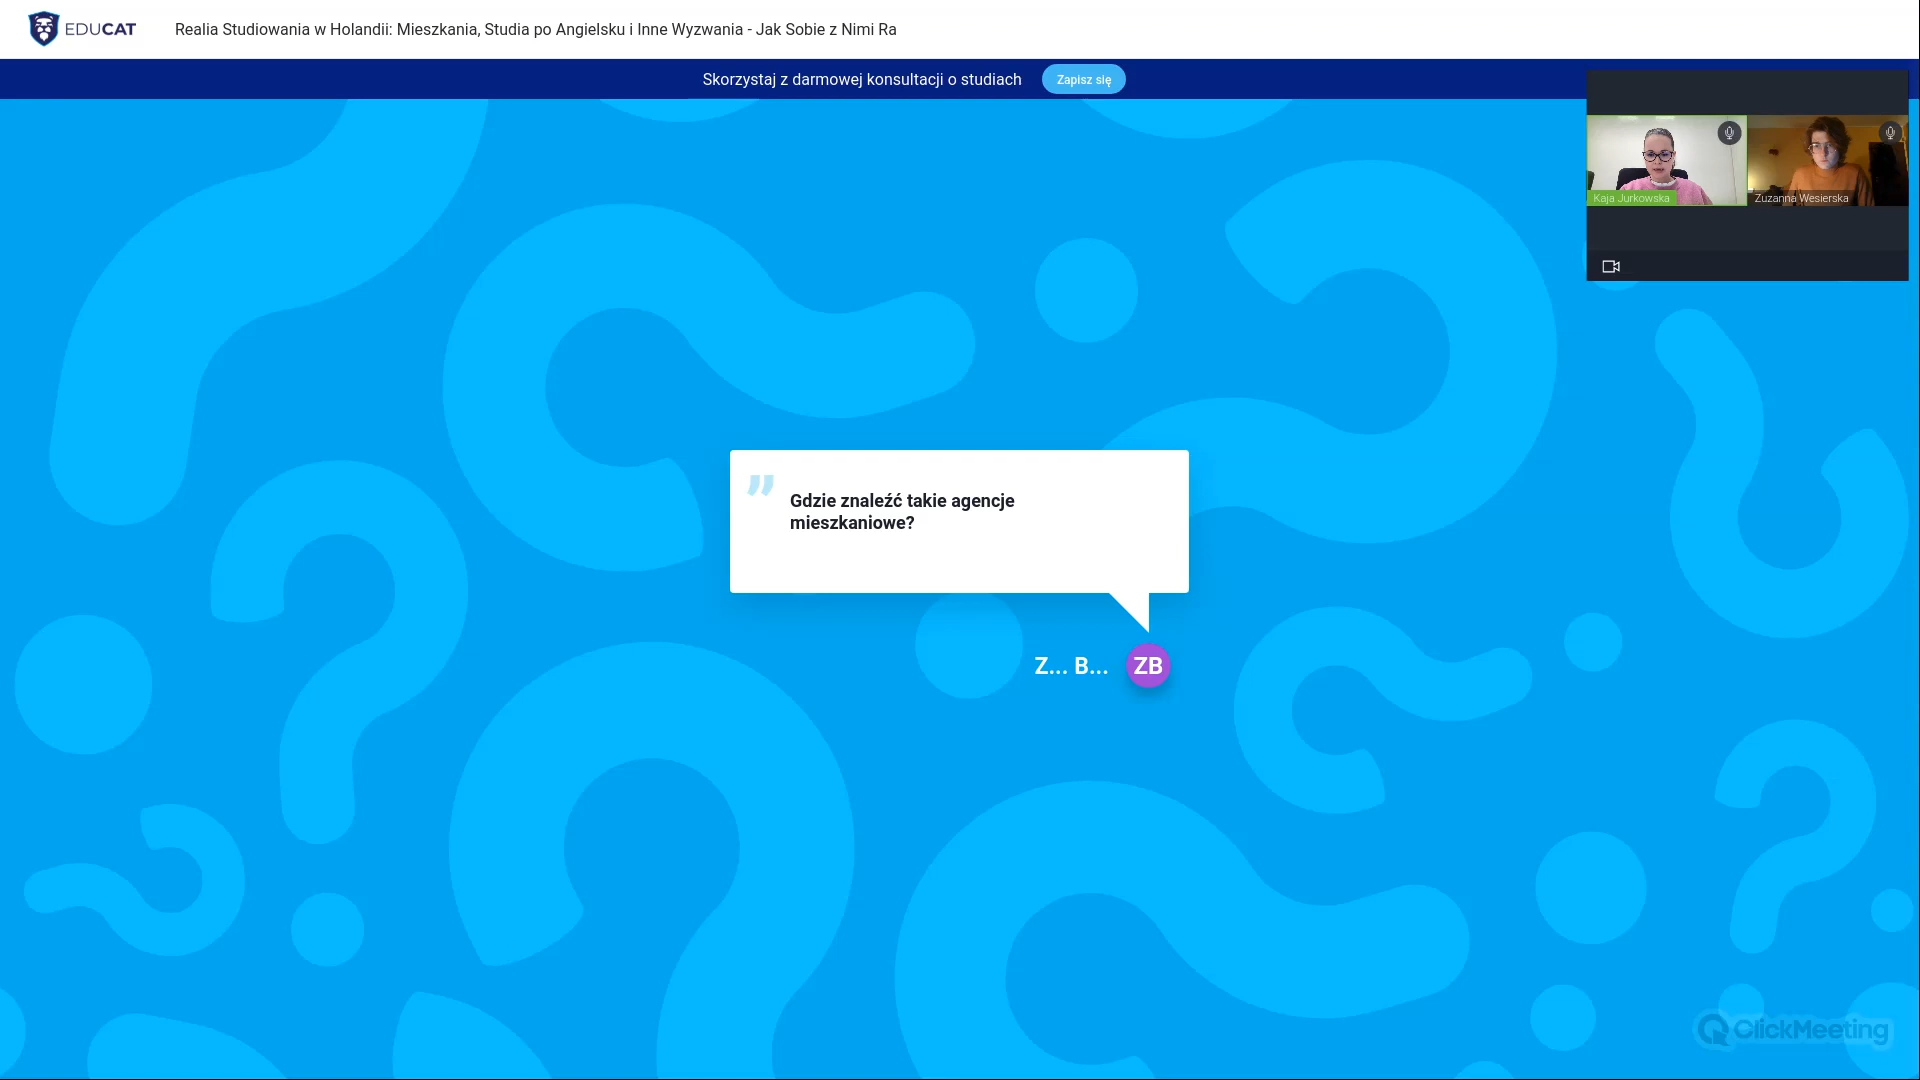 EDUCAT
Realia Studiowania w Holandii: Mieszkania, Studia po Angielsku i Inne Wyzwania - Jak Sobie z Nimi Ra
Skorzystaj z darmowej konsultacji o studiach
Zapisz się
Kaja Jurkowska
Zuzanna Wesierska
Gdzie znaleźć takie agencje
mieszkaniowe?
Z... B...
ZB
ClickMeeting